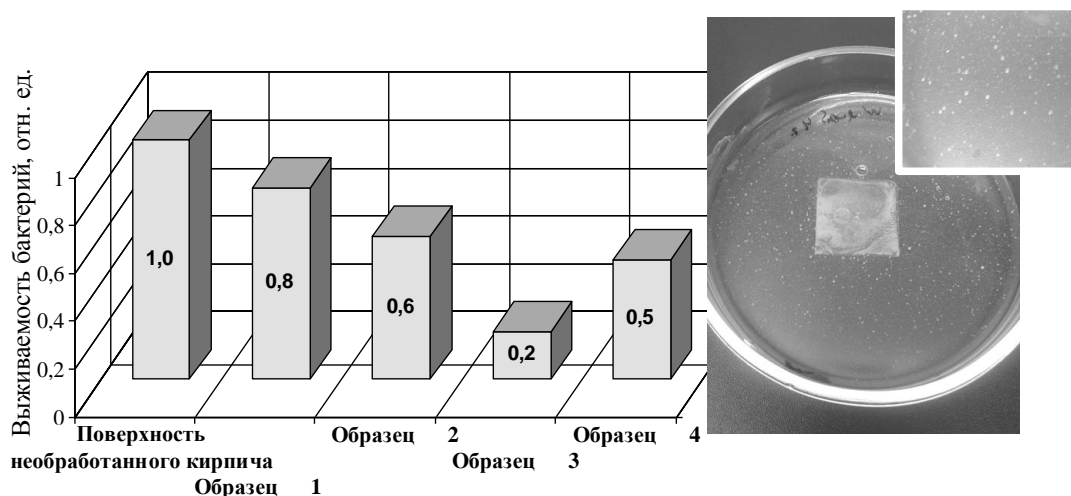 Выживаемость бактерий, отн. ед.
1
0,8
0,6
0,4
0,2
0
1,0
0,8
0,6
0,2
0,5
Поверхность
необработанного кирпича
Образец 1
Образец 2
Образец 3
Образец 4